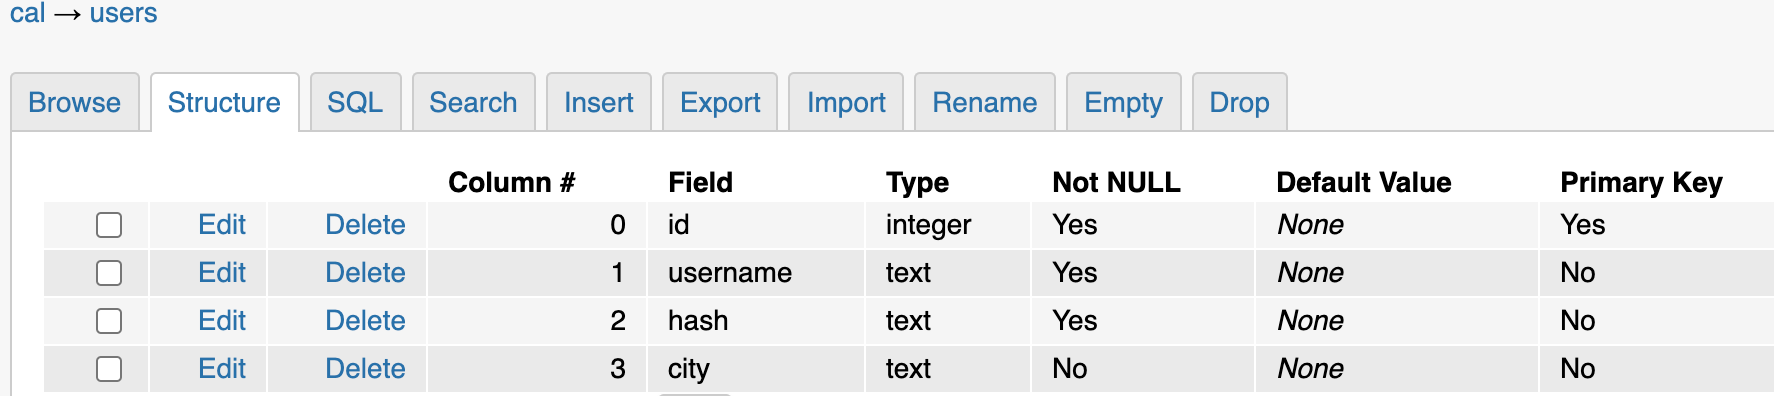 cal → users
Browse Structure SQL Search Insert Export Import Rename Empty Drop
Column # Field Type Not NULL Default Value Primary Key
Edit Delete 0 id integer Yes None Yes
Edit Delete 1 username text Yes None No
Edit Delete 2 hash text Yes None No
Edit Delete 3 city text No None No